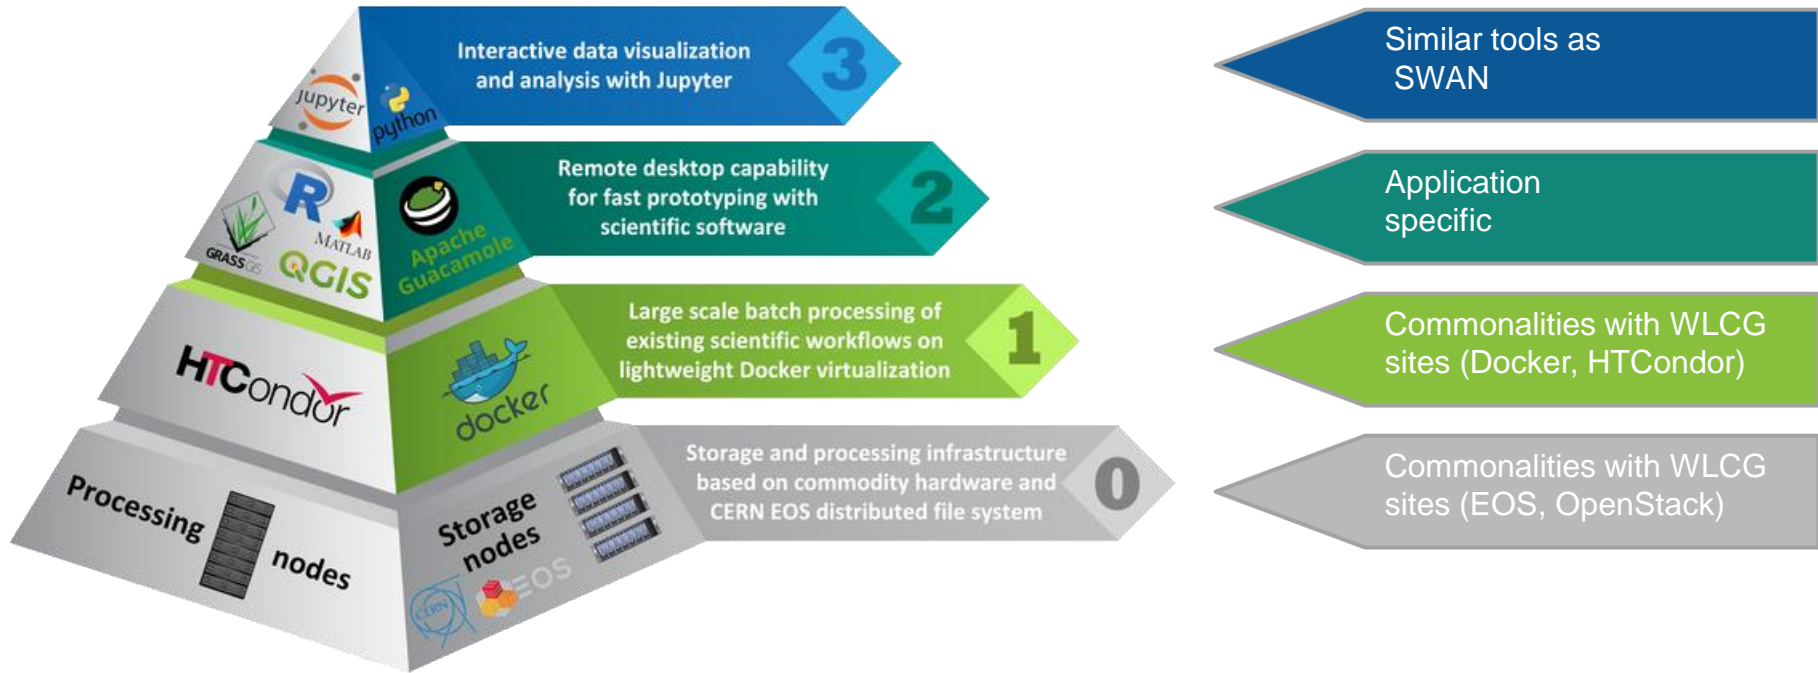 jupyter
python
Interactive data visualization
and analysis with Jupyter
3
Similar tools as
SWAN
R
MATLAB
GRASS GIS
QGIS
Apache
Guacamole
Remote desktop capability
for fast prototyping with
scientific software
2
Application
specific
HTCondor
docker
Large scale batch processing of
existing scientific workflows on
lightweight Docker virtualization
1
Commonalities with WLCG
sites (Docker, HTCondor)
Processing
nodes
Storage
nodes
CERN
EOS
Storage and processing infrastructure
based on commodity hardware and
CERN EOS distributed file system
0
Commonalities with WLCG
sites (EOS, OpenStack)